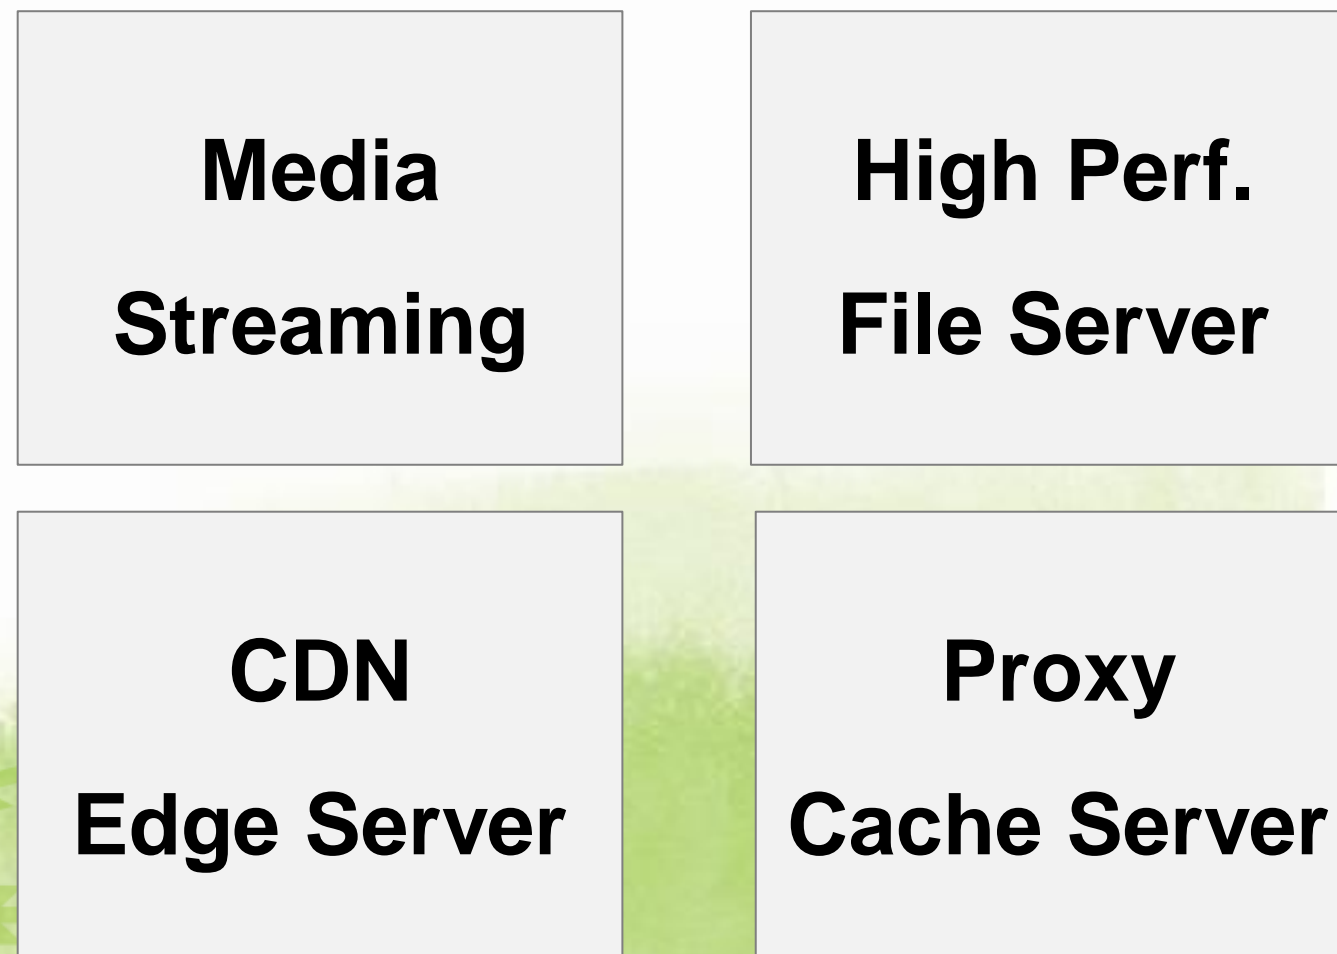 Media
Streaming
High Perf.
File Server
CDN
Edge Server
Proxy
Cache Server